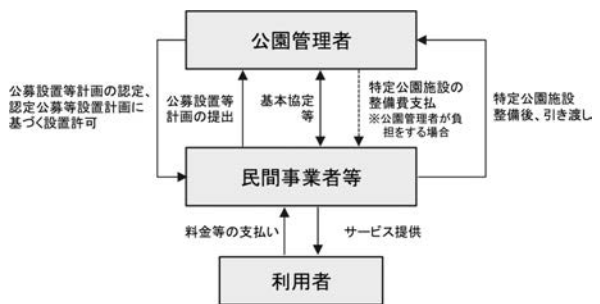 公園管理者
公募設置等計画の認定、
認定公募等設置計画に
基づく設置許可
公募設置等
計画の提出
基本協定
等
特定公園施設の
整備費支払
※公園管理者が負
担をする場合
特定公園施設
整備後、引き渡し
民間事業者等
料金等の支払い
サービス提供
利用者